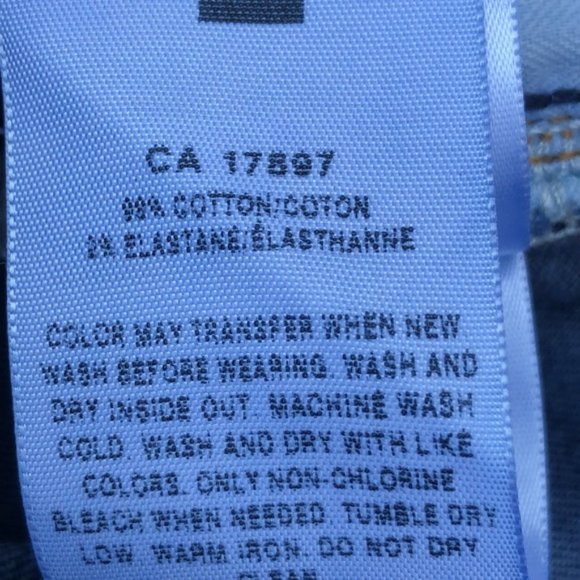 CA 17897
98% COTTON/COTON
2% ELASTANE/ÉLASTHANNE
COLOR MAY TRANSFER WHEN NEW
WASH BEFORE WEARING. WASH AND
DRY INSIDE OUT. MACHINE WASH
COLD. WASH AND DRY WITH LIKE
COLORS. ONLY NON-CHLORINE
BLEACH WHEN NEEDED. TUMBLE DRY
LOW. WARM IRON. DO NOT DRY
CLEAN